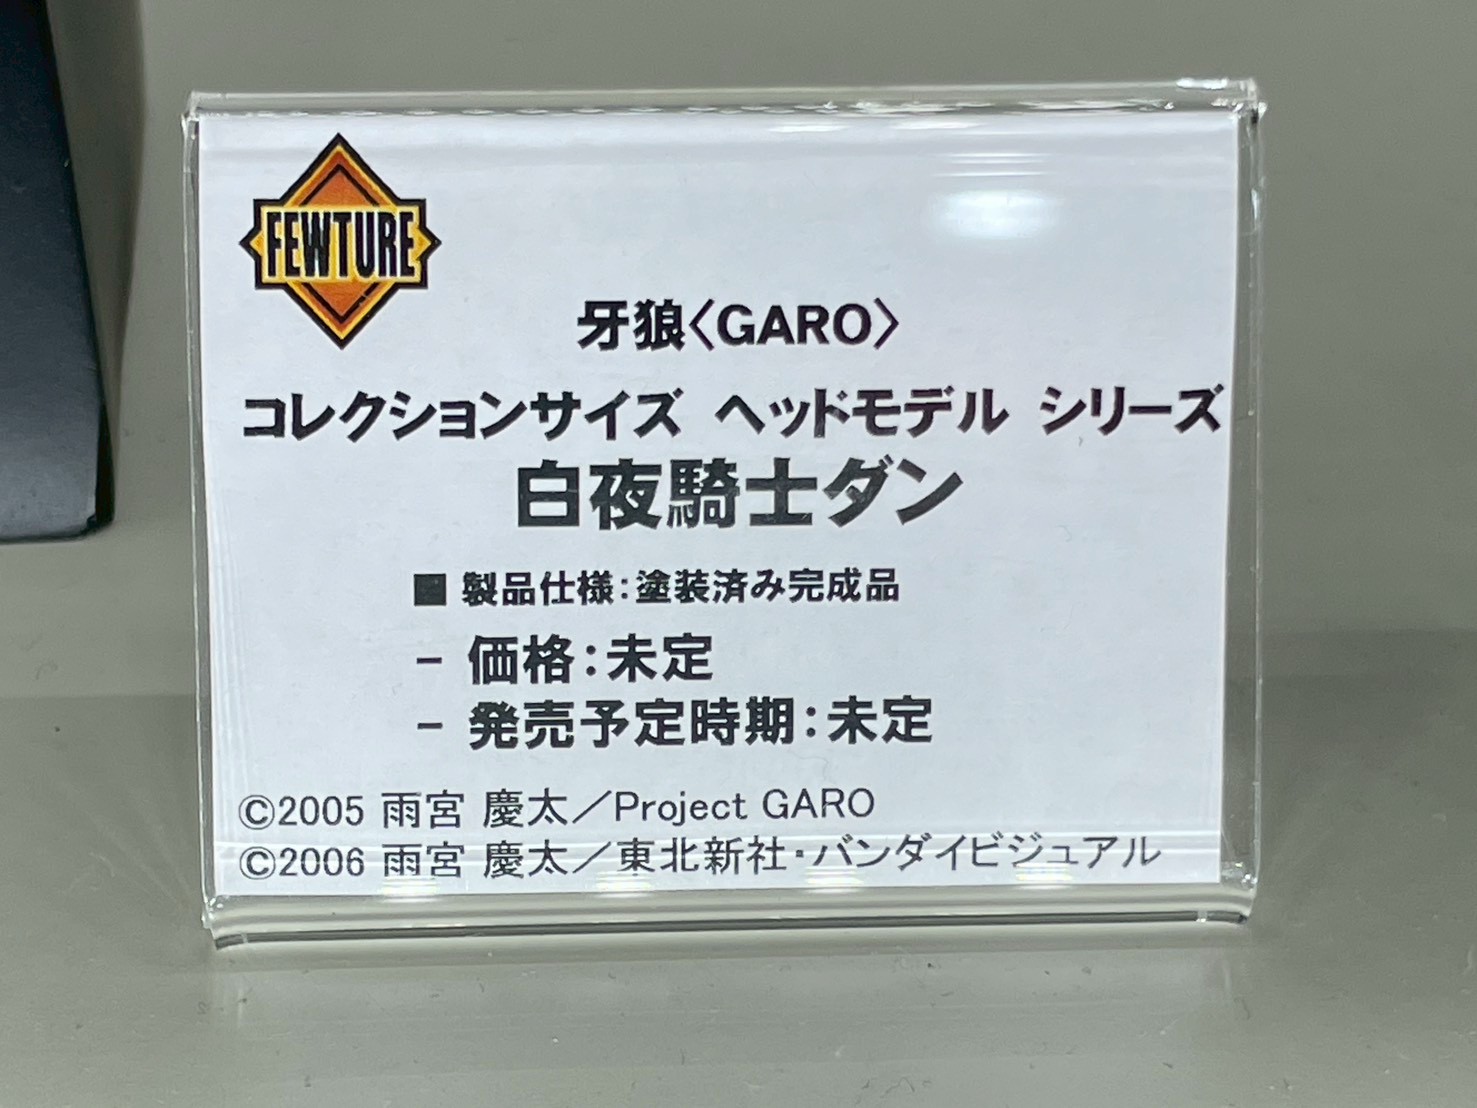 FEWTURE
牙狼〈GARO〉
コレクションサイズ ヘッドモデル シリーズ
白夜騎士ダン
■ 製品仕様：塗装済み完成品
− 価格：未定
− 発売予定時期：未定
©2005 雨宮 慶太／Project GARO
©2006 雨宮 慶太／東北新社・バンダイビジュアル